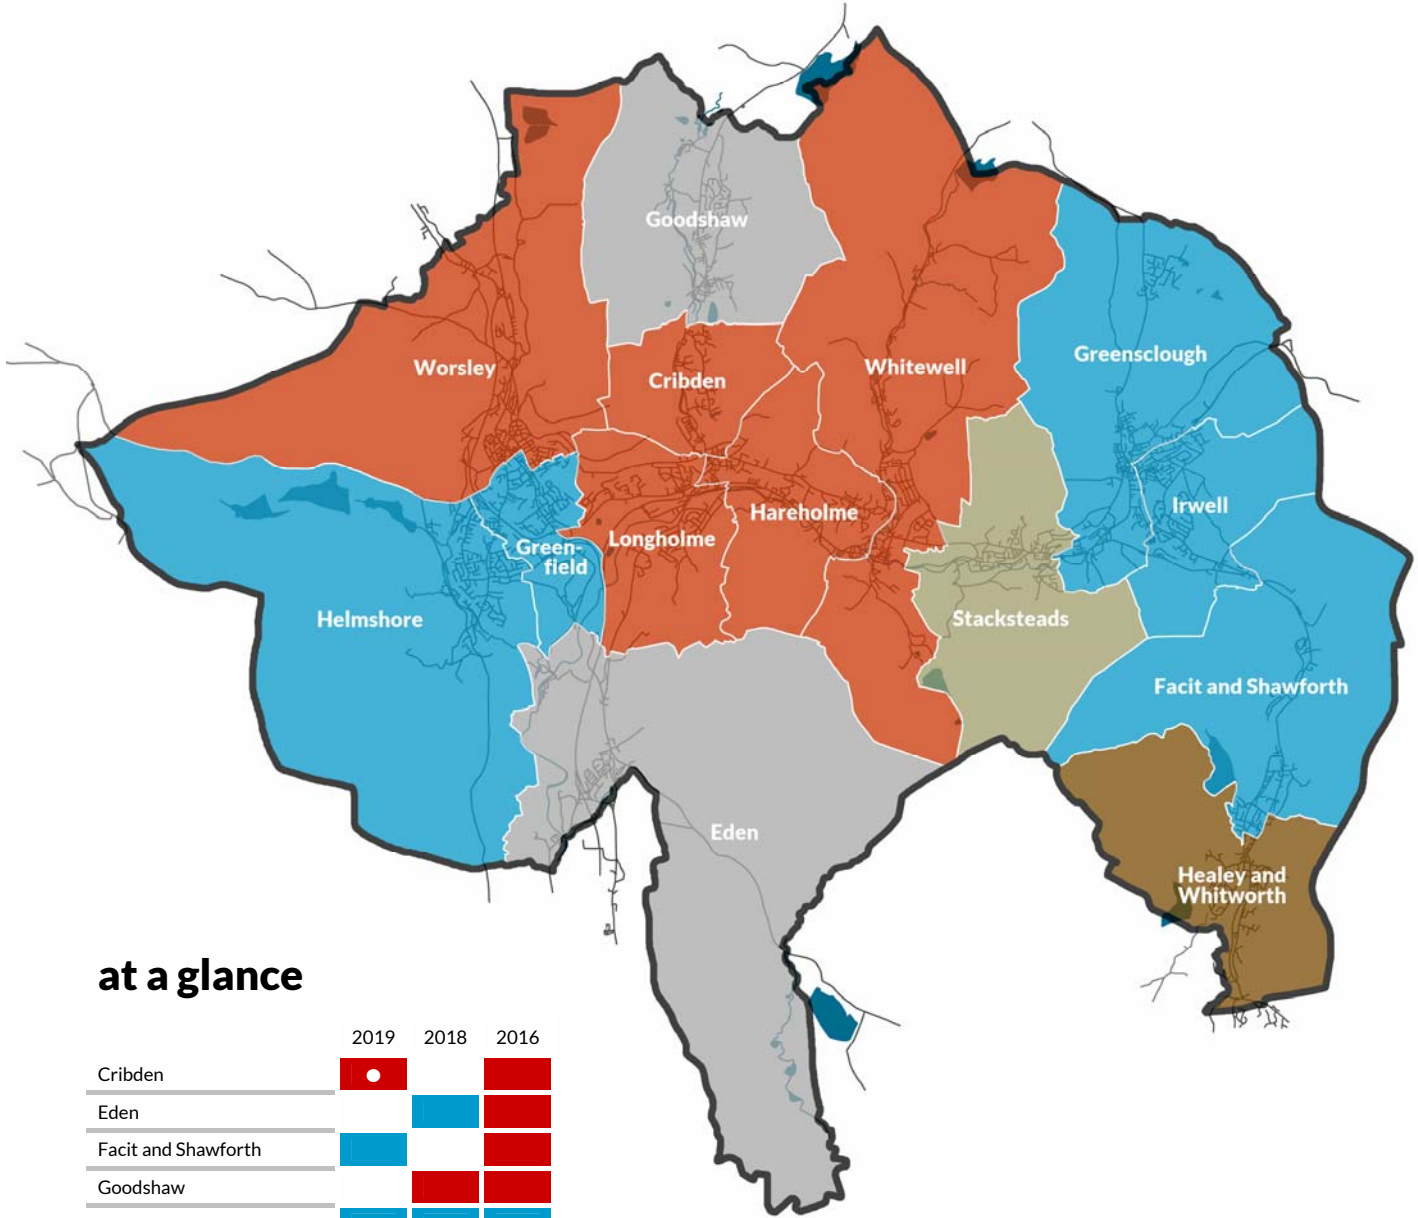 Goodshaw
Worsley
Cribden
Whitewell
Greensclough
Irwell
Hareholme
Longholme
Green-
field
Helmshore
Stacksteads
Facit and Shawforth
Eden
Healey and
Whitworth
at a glance
2019 2018 2016
Cribden
Eden
Facit and Shawforth
Goodshaw